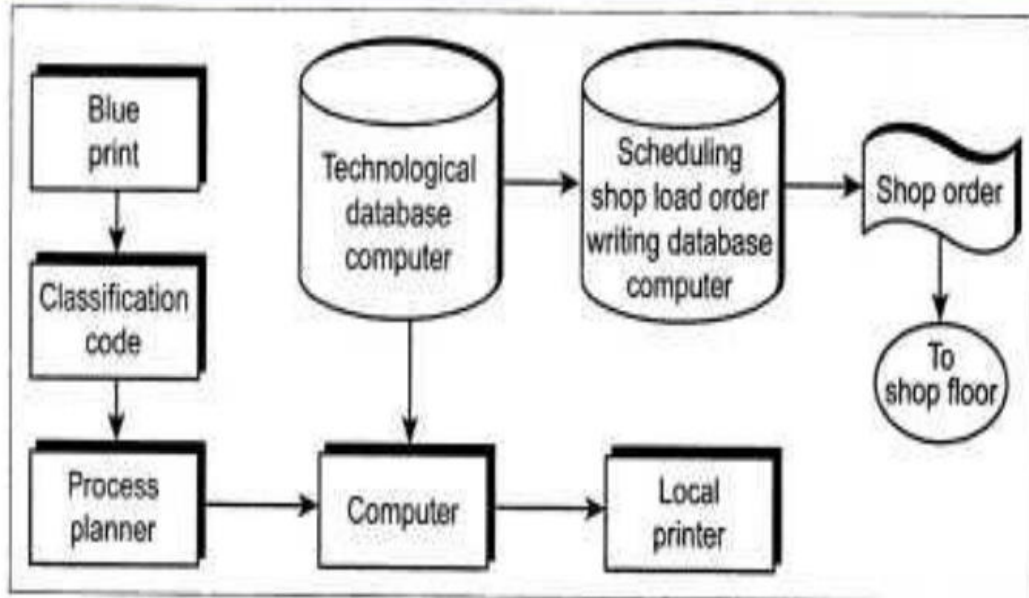 Blue
print
Classification
code
Process
planner
Technological
database
computer
Computer
Scheduling
shop load order
writing database
computer
Local
printer
Shop order
To
shop floor